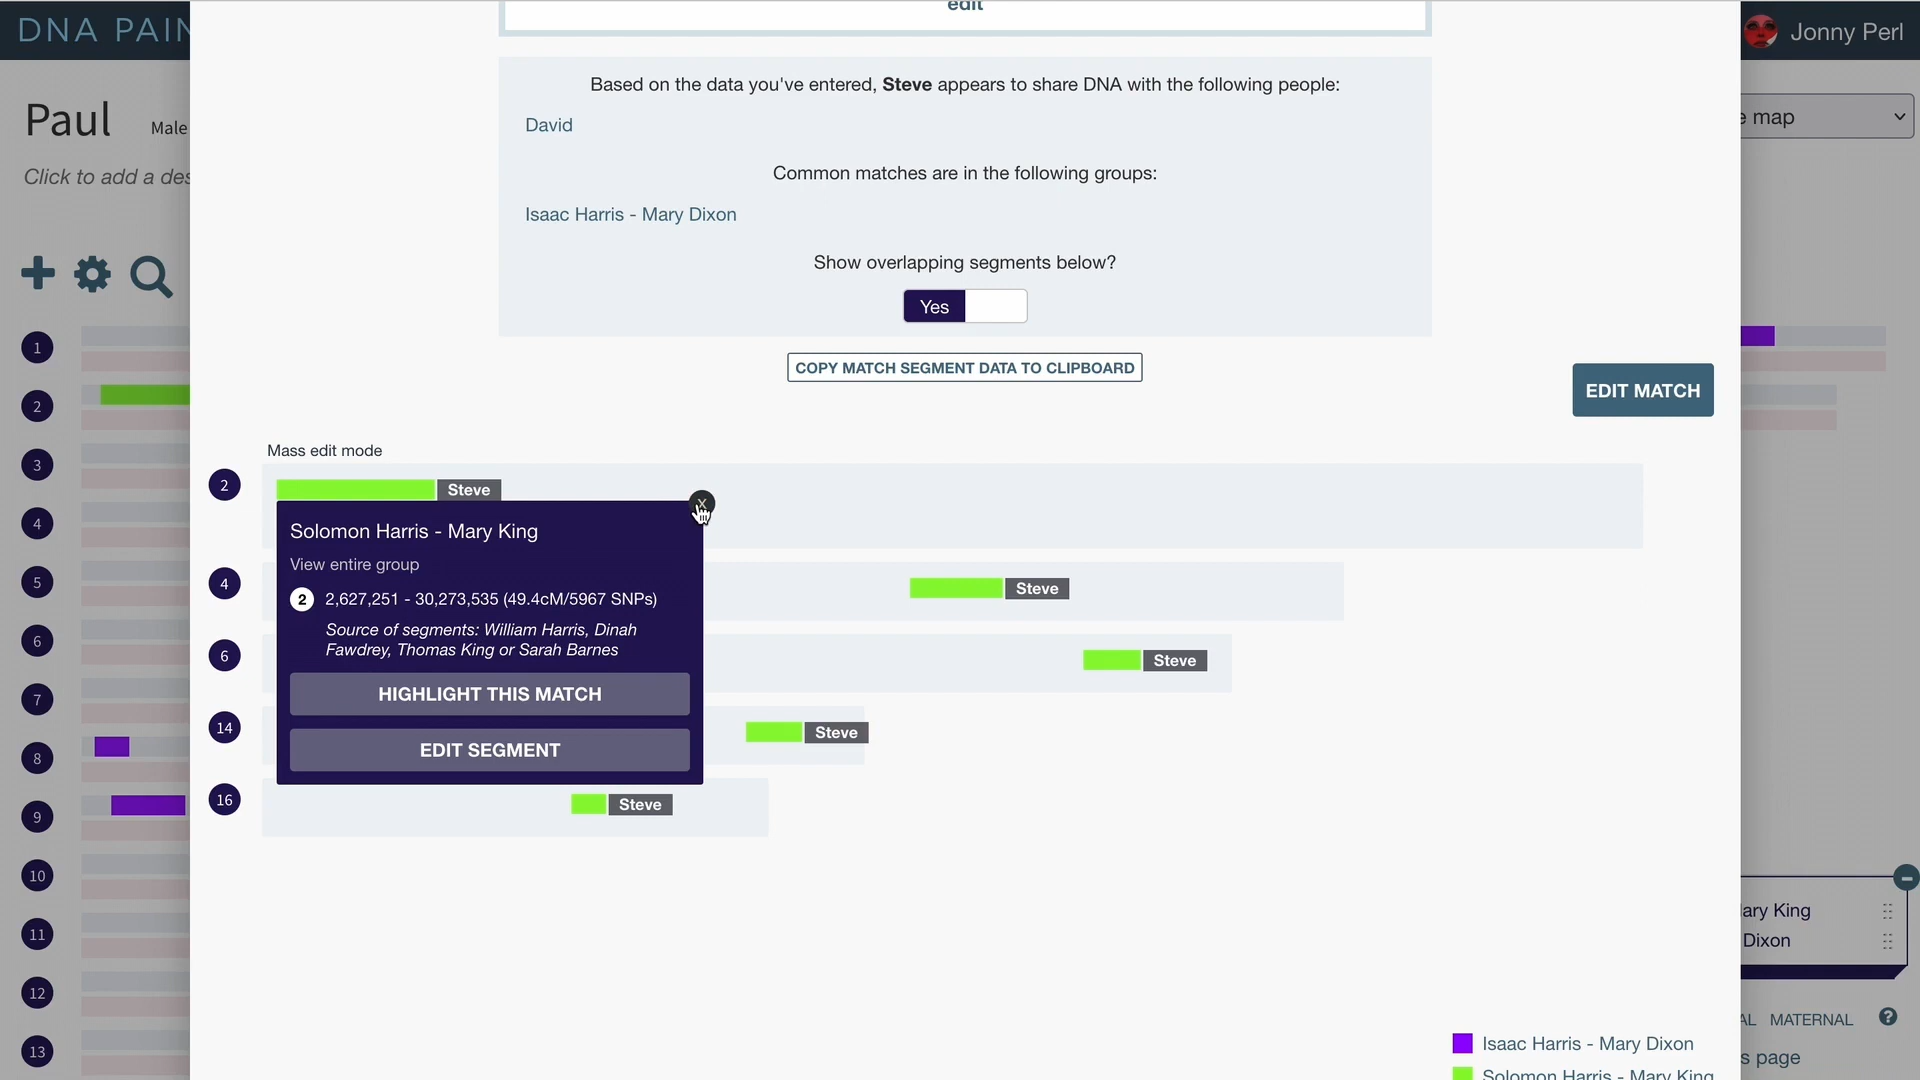 DNA PAIN
edit
Jonny Perl
Paul Male
e map
Click to add a des
Based on the data you've entered, Steve appears to share DNA with the following people:
David
Common matches are in the following groups:
Isaac Harris - Mary Dixon
Show overlapping segments below?
Yes
COPY MATCH SEGMENT DATA TO CLIPBOARD
EDIT MATCH
Mass edit mode
2
Steve
x
Solomon Harris - Mary King
View entire group
2 2,627,251 - 30,273,535 (49.4cM/5967 SNPs)
Source of segments: William Harris, Dinah
Fawdrey, Thomas King or Sarah Barnes
HIGHLIGHT THIS MATCH
EDIT SEGMENT
4
Steve
6
Steve
14
Steve
16
Steve
1
2
3
4
5
6
7
8
9
10
11
12
13
ary King
Dixon
AL MATERNAL ?
s page
Isaac Harris - Mary Dixon
Solomon Harris - Mary King